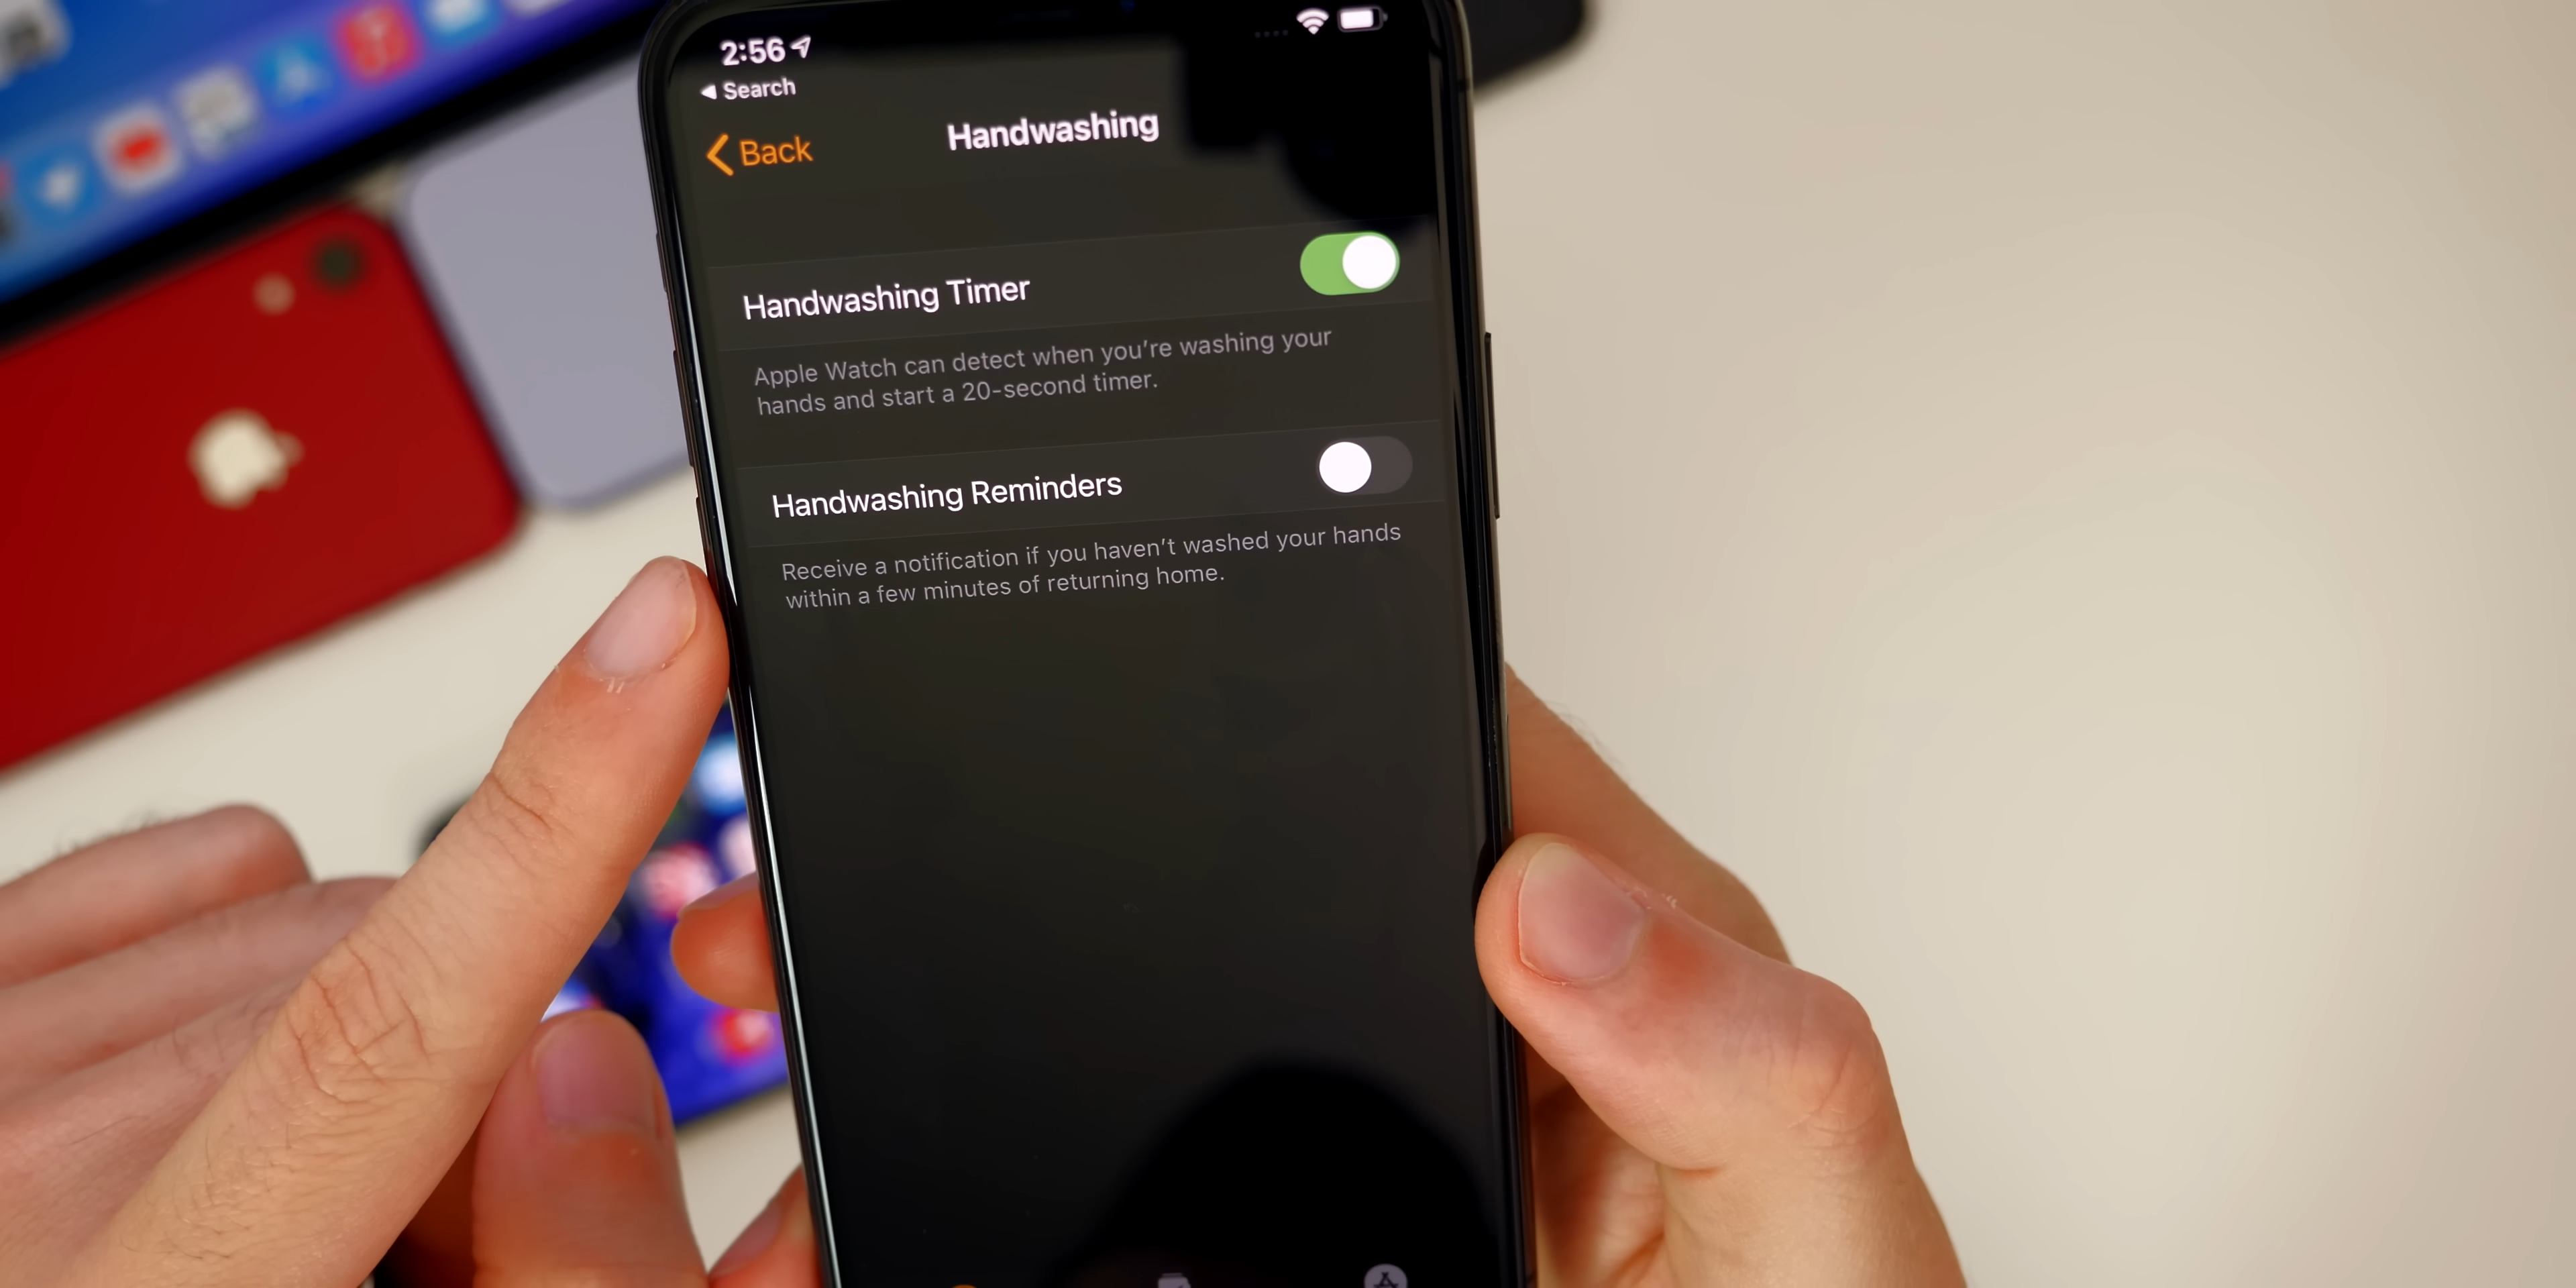 2:56
Search
Back
Handwashing
Handwashing Timer
Apple Watch can detect when you're washing your
hands and start a 20-second timer.
Handwashing Reminders
Receive a notification if you haven't washed your hands
within a few minutes of returning home.